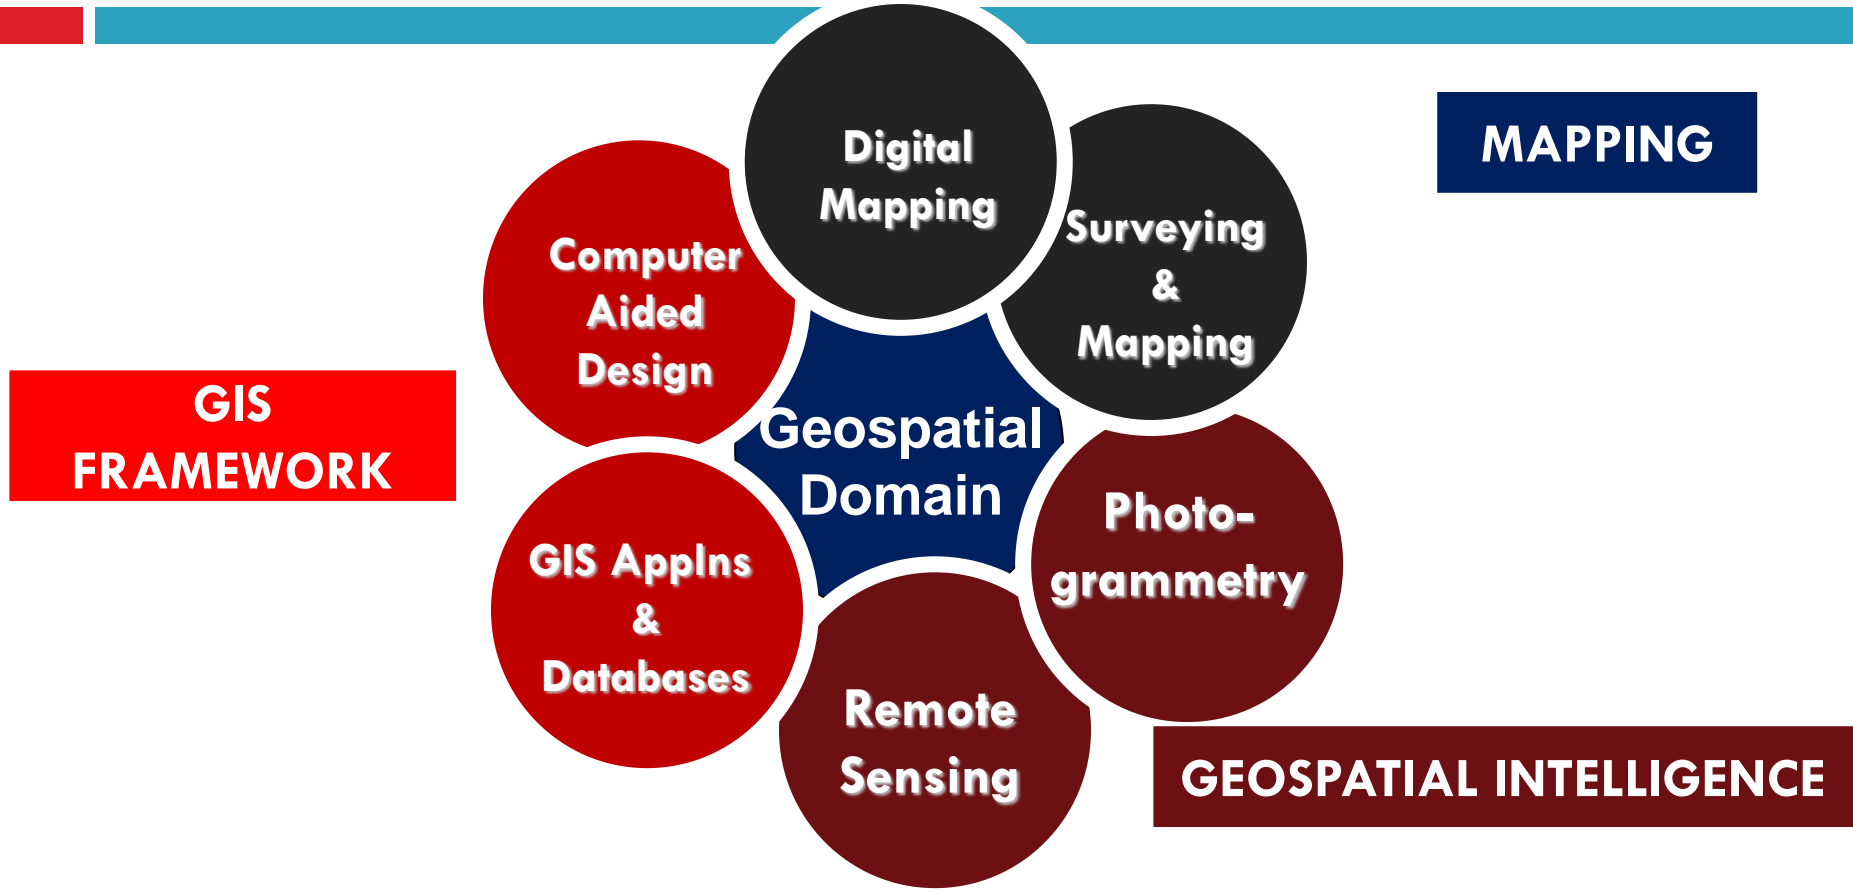 Digital
Mapping
MAPPING
Surveying
&
Mapping
Computer
Aided
Design
GIS
FRAMEWORK
Geospatial
Domain
Photo-
grammetry
GIS Applns
&
Databases
Remote
Sensing
GEOSPATIAL INTELLIGENCE